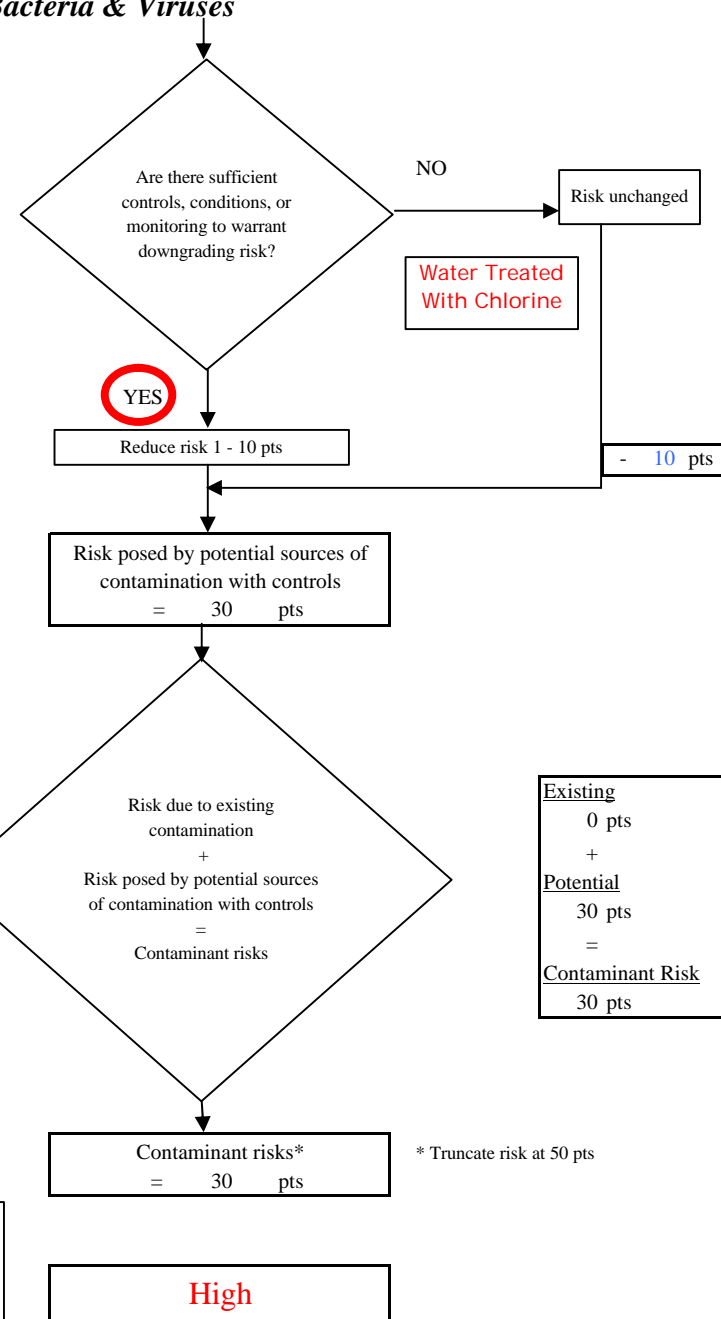 Bacteria & Viruses
Are there sufficient
controls, conditions, or
monitoring to warrant
downgrading risk?
NO
Risk unchanged
Water Treated
With Chlorine
YES
Reduce risk 1 - 10 pts
- 10 pts
Risk posed by potential sources of
contamination with controls
= 30 pts
Risk due to existing
contamination
+
Risk posed by potential sources
of contamination with controls
=
Contaminant risks
Existing
0 pts
+
Potential
30 pts
=
Contaminant Risk
30 pts
Contaminant risks*
= 30 pts
* Truncate risk at 50 pts
High